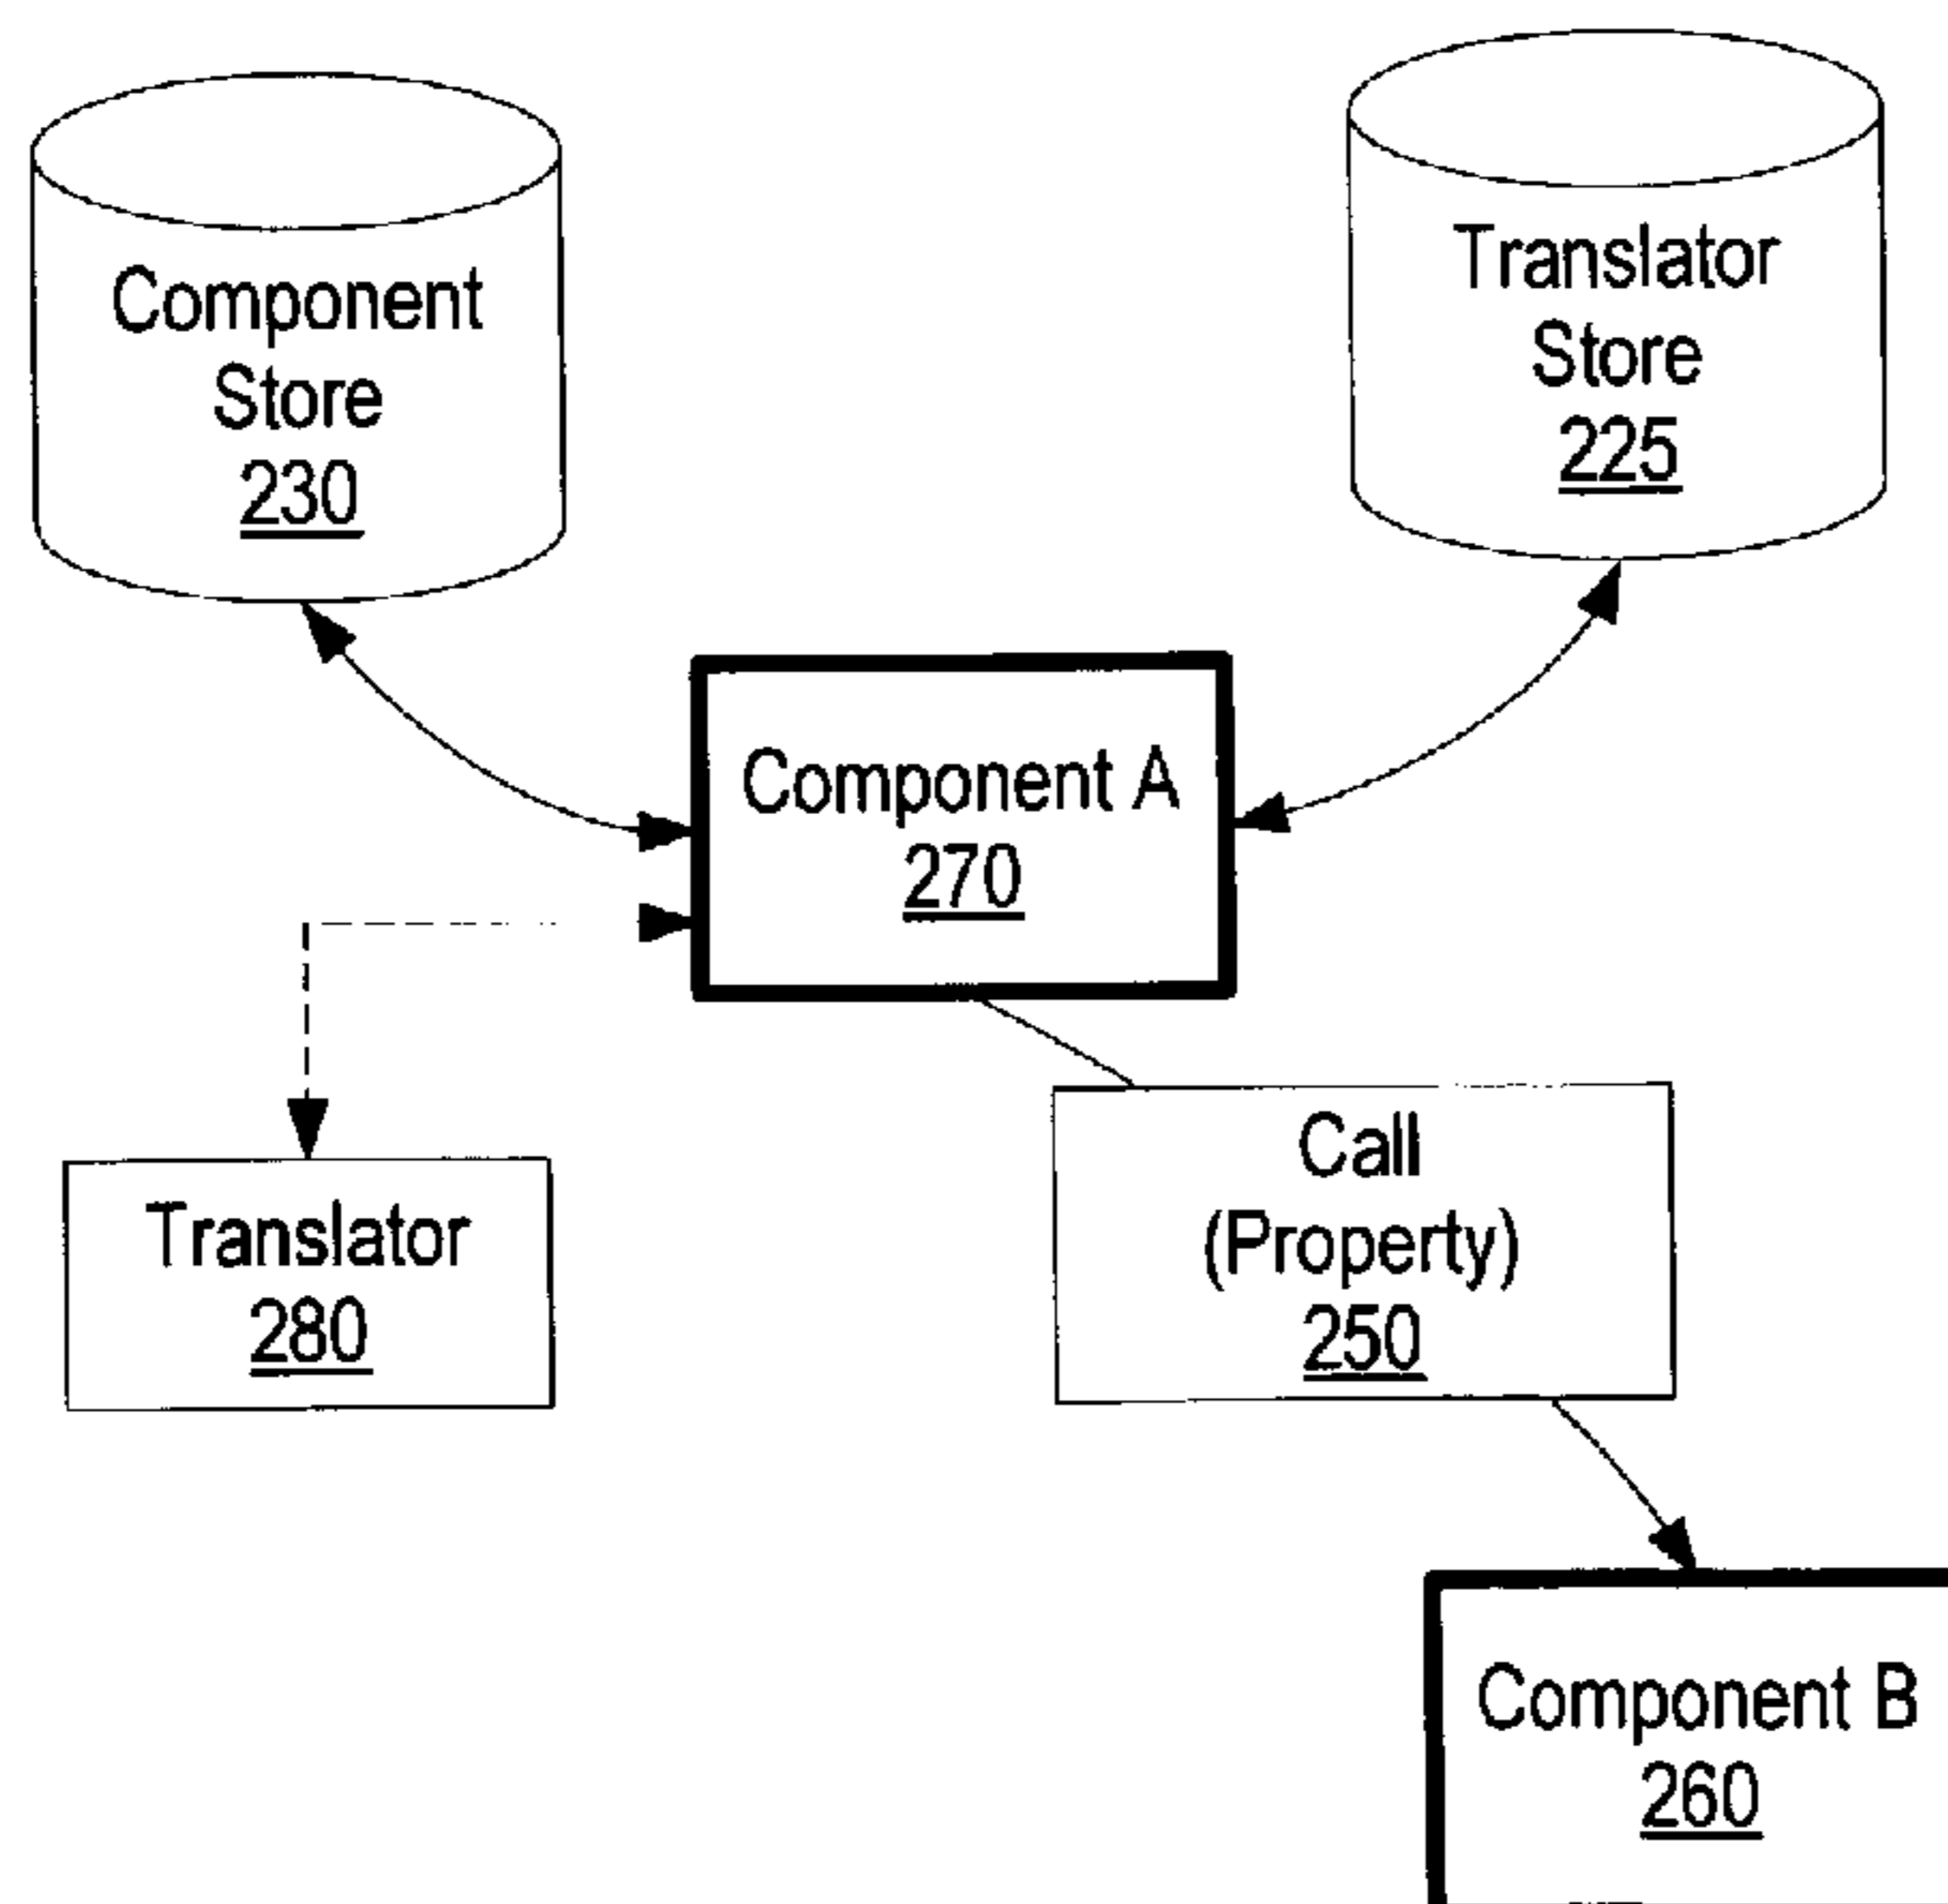 Component
Store
230
Translator
Store
225
Component A
270
Translator
280
Call
(Property)
250
Component B
260